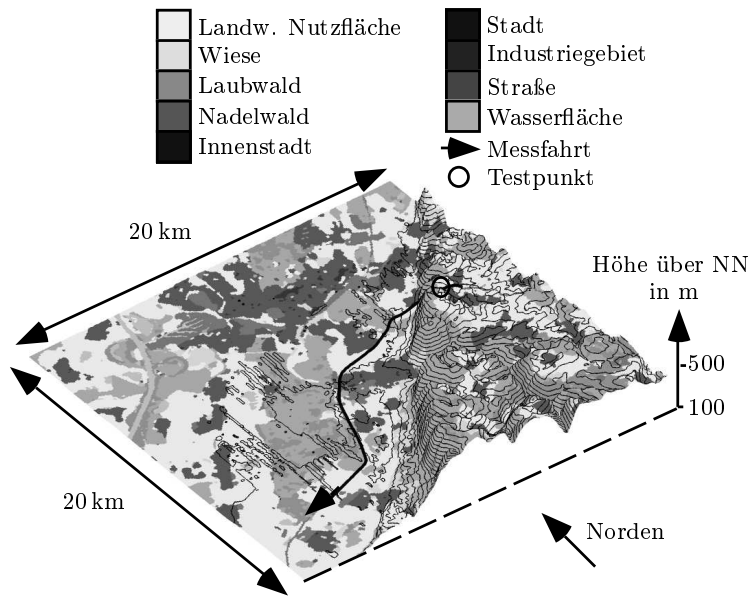 Landw. Nutzfläche
Wiese
Laubwald
Nadelwald
Innenstadt
Stadt
Industriegebiet
Straße
Wasserfläche
Messfahrt
Testpunkt
20 km
Höhe über NN
in m
500
100
20 km
Norden